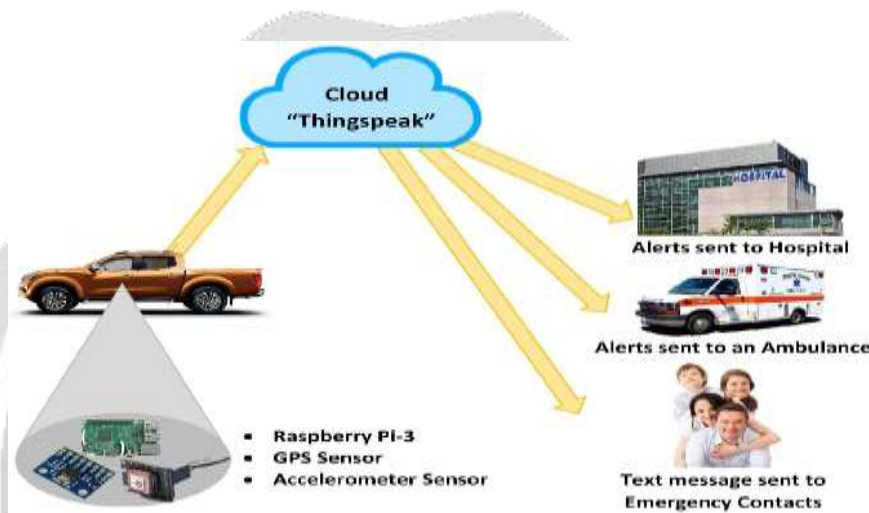 Cloud
“Thingspeak”
HOSPITAL
Alerts sent to Hospital
Alerts sent to an Ambulance
• Raspberry Pi-3
• GPS Sensor
• Accelerometer Sensor
Text message sent to
Emergency Contacts